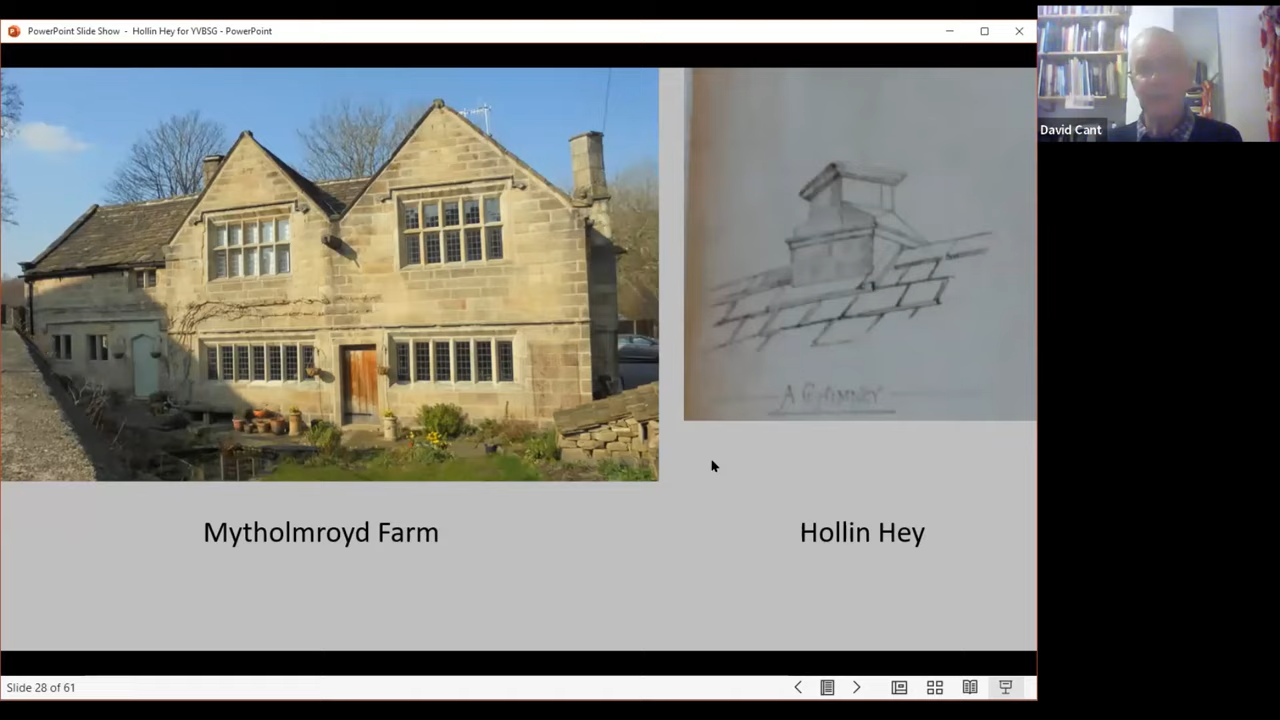 PowerPoint Slide Show - Hollin Hey for YVBSG - PowerPoint
David Cant
A CHIMNEY
Mytholmroyd Farm
Hollin Hey
Slide 28 of 61